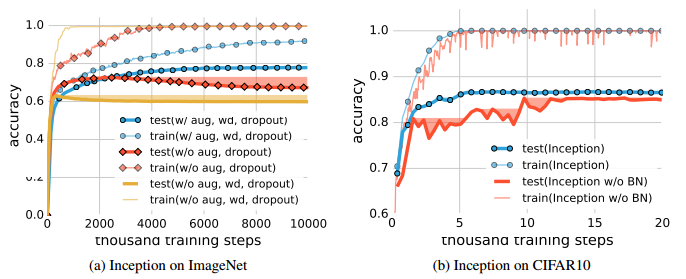 1.0
0.8
0.6
0.4
0.2
0.0
accuracy
test(w/ aug, wd, dropout)
train(w/ aug, wd, dropout)
test(w/o aug, dropout)
train(w/o aug, dropout)
test(w/o aug, wd, dropout)
train(w/o aug, wd, dropout)
0 2000 4000 6000 8000 10000
thousand training steps
(a) Inception on ImageNet
1.0
0.9
0.8
0.7
0.6
accuracy
test(Inception)
train(Inception)
test(Inception w/o BN)
train(Inception w/o BN)
0 5 10 15 20
thousand training steps
(b) Inception on CIFAR10